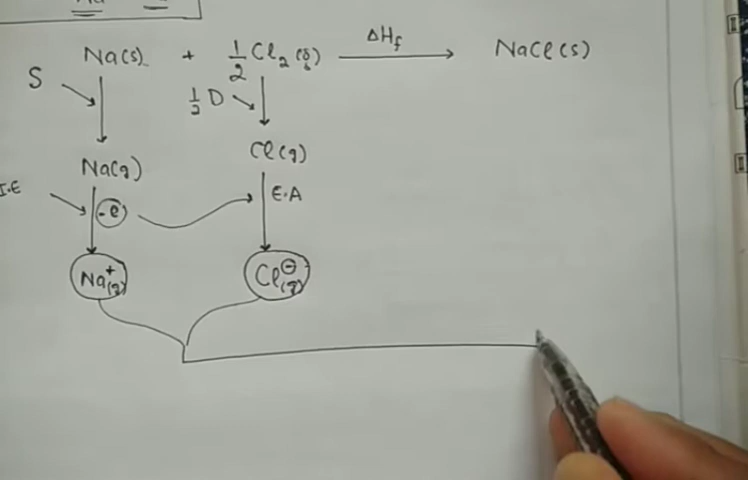 Na(s) + 1/2 Cl₂(g) ΔHf NaCl(s)
S 1/2 D
Na(g) Cl(g)
I.E -e E.A
Na⁺(g) Cl⊖(g)